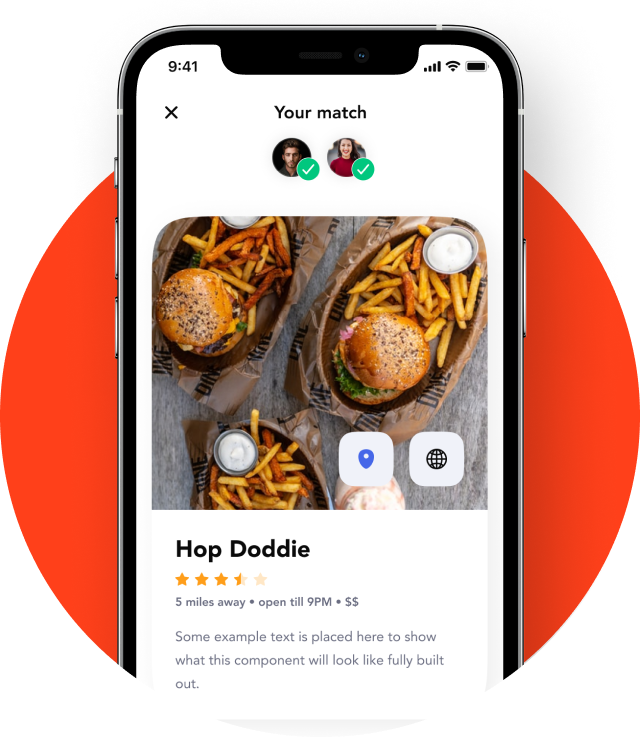 9:41
Your match
Hop Doddie
5 miles away • open till 9PM • $$
Some example text is placed here to show
what this component will look like fully built
out.